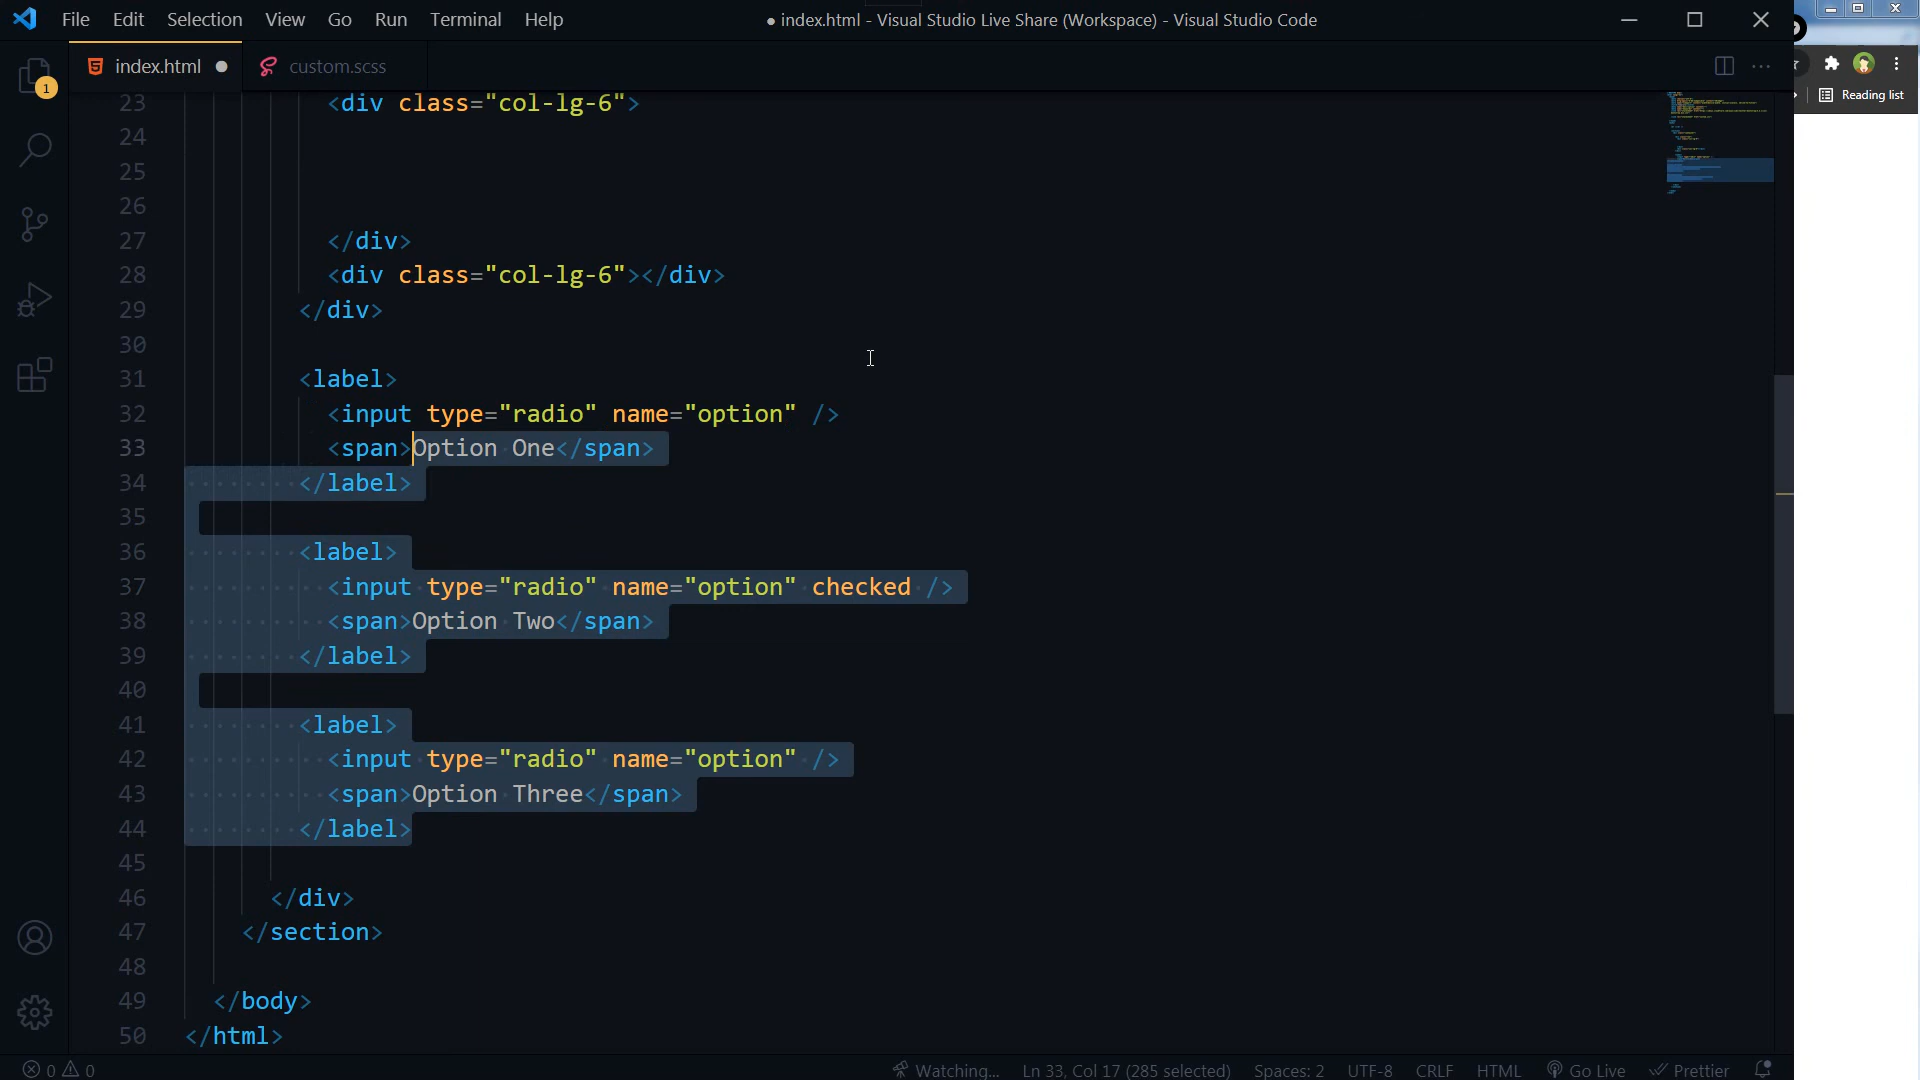 File Edit Selection View Go Run Terminal Help
● index.html - Visual Studio Live Share (Workspace) - Visual Studio Code
index.html ●
custom.scss
Reading list
1
23 <div class="col-lg-6">
24
25
26
27 </div>
28 <div class="col-lg-6"></div>
29 </div>
30
31 <label>
32 <input type="radio" name="option" />
33 <span>Option One</span>
34 </label>
35
36 <label>
37 <input type="radio" name="option" checked />
38 <span>Option Two</span>
39 </label>
40
41 <label>
42 <input type="radio" name="option" />
43 <span>Option Three</span>
44 </label>
45
46 </div>
47 </section>
48
49 </body>
50 </html>
0 0 Watching... Ln 33, Col 17 (285 selected) Spaces: 2 UTF-8 CRLF HTML Go Live Prettier